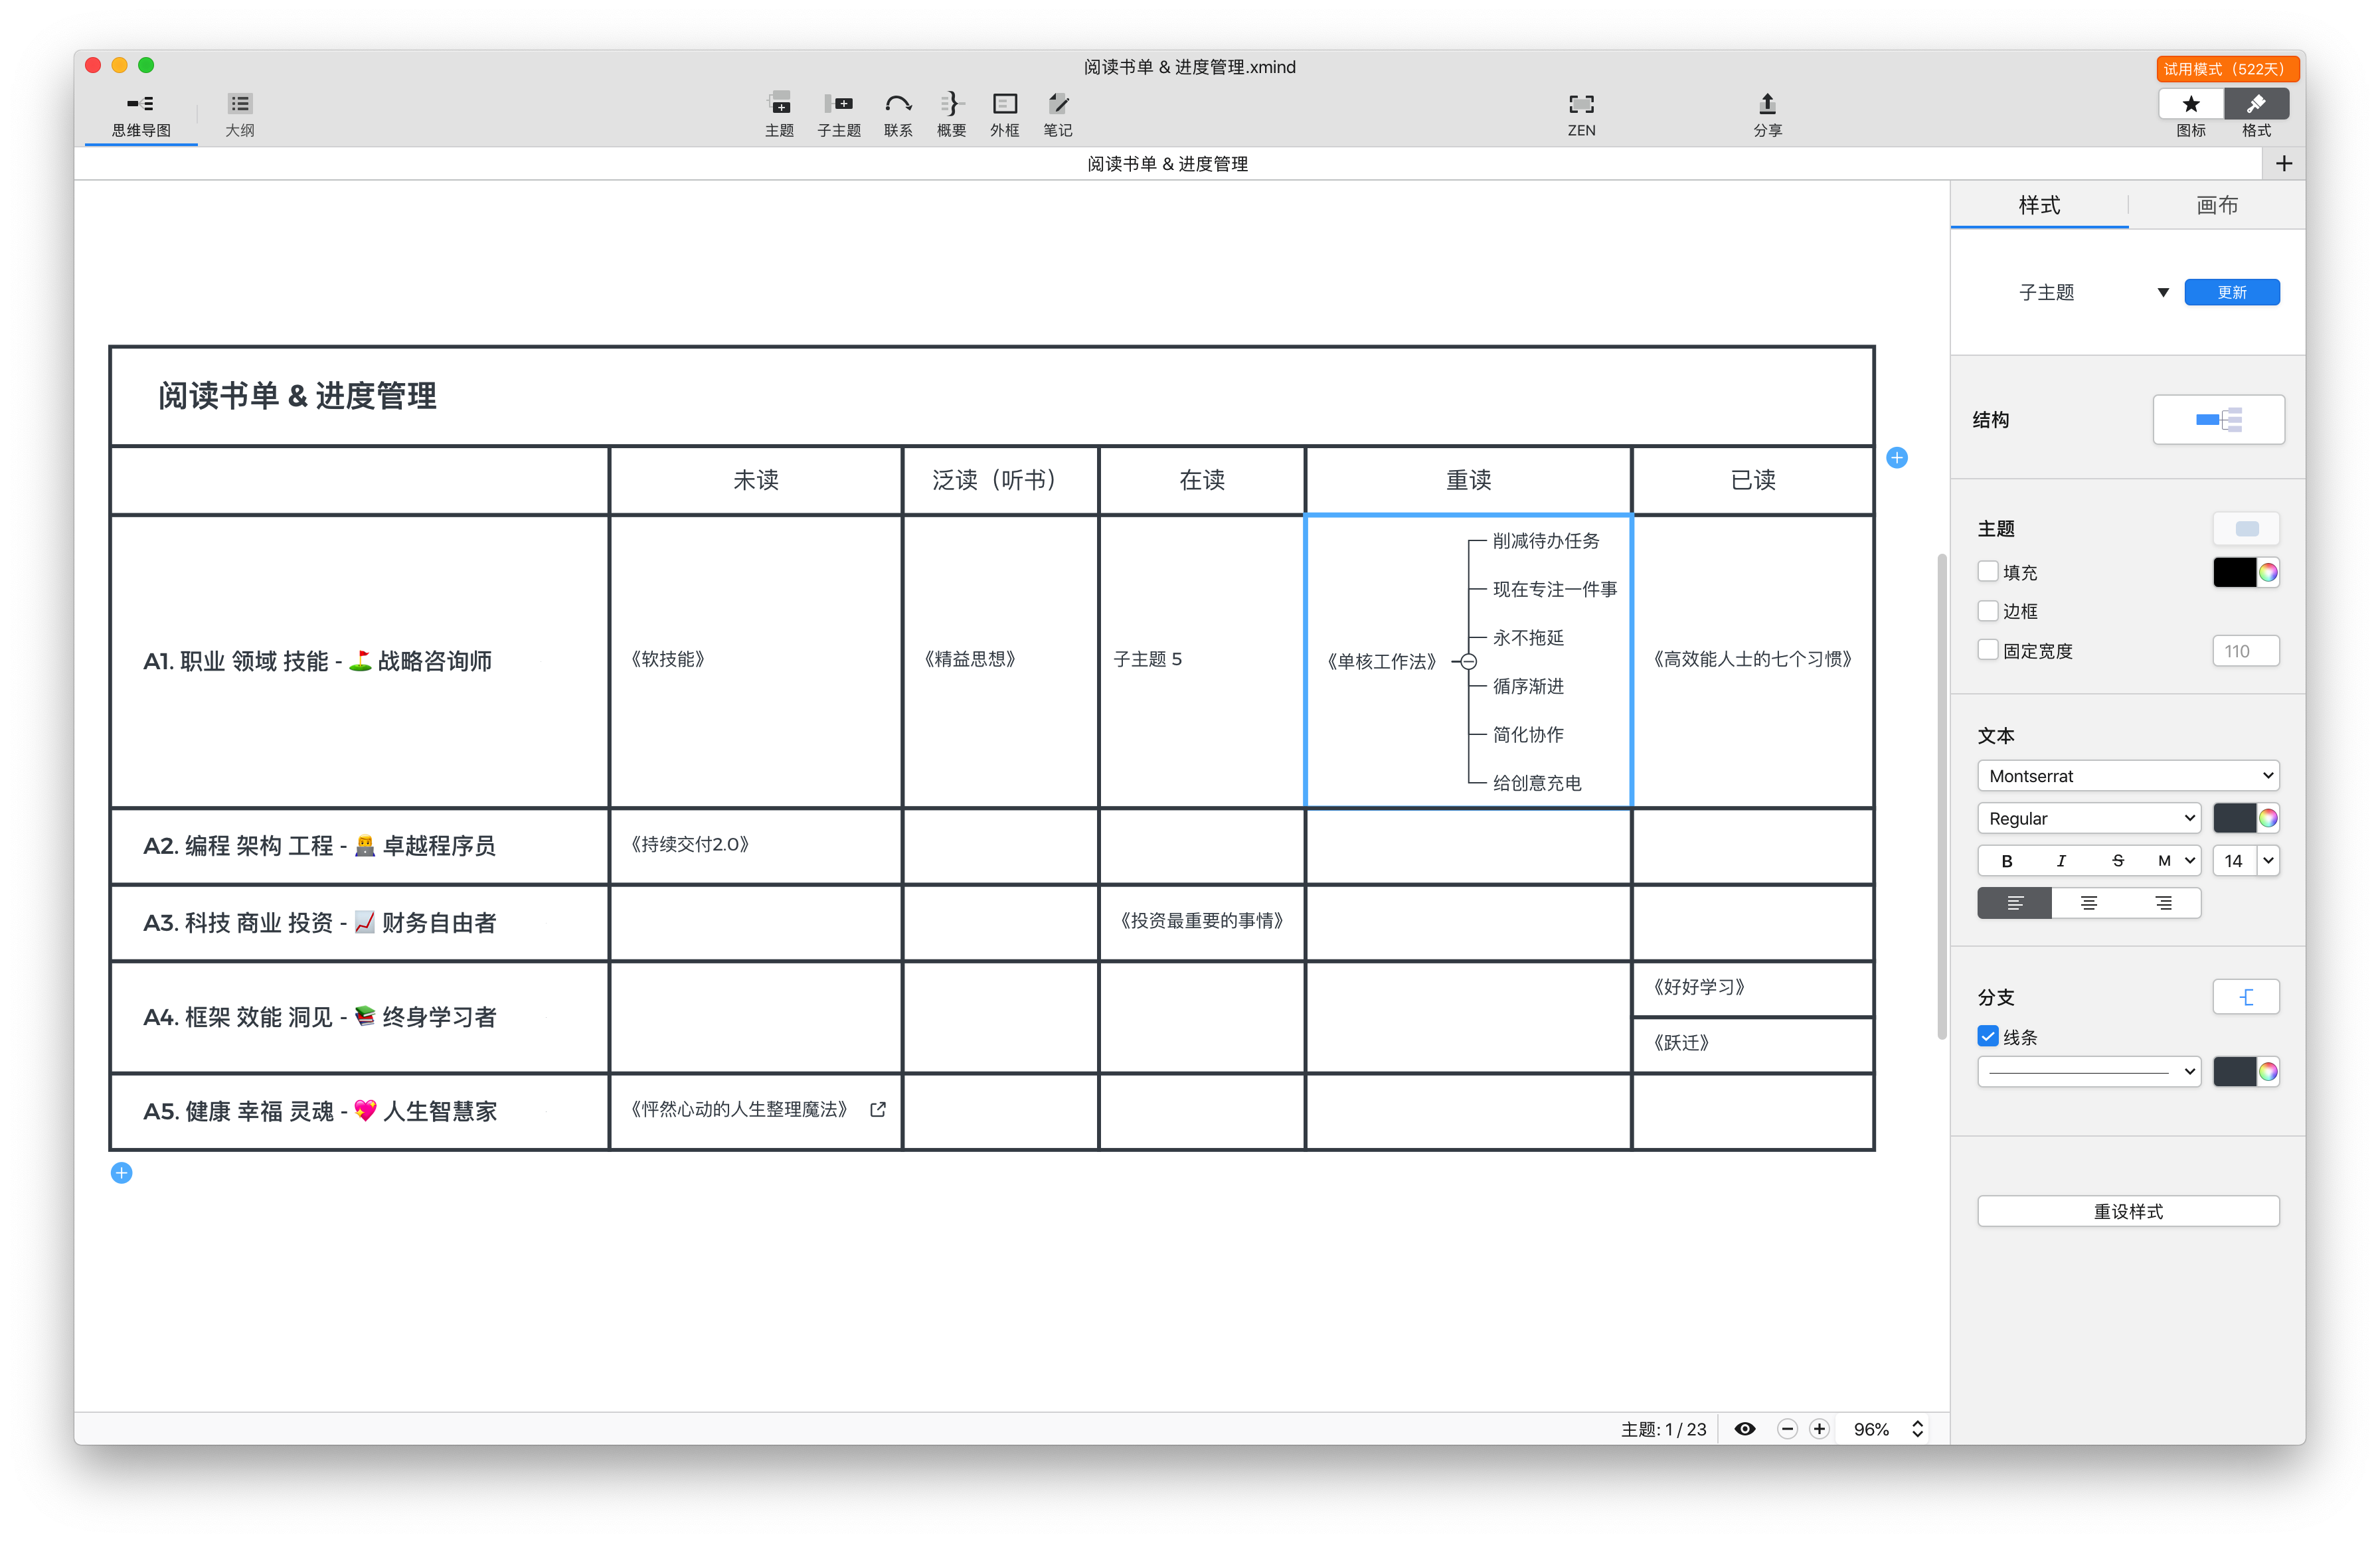 阅读书单 & 进度管理.xmind
试用模式（522天）
思维导图
大纲
主题
子主题
联系
概要
外框
笔记
ZEN
分享
图标
格式
阅读书单 & 进度管理
样式
画布
子主题
更新
阅读书单 & 进度管理
未读
泛读（听书）
在读
重读
已读
A1. 职业 领域 技能 - ⛳ 战略咨询师
《软技能》
《精益思想》
子主题 5
《单核工作法》
削减待办任务
现在专注一件事
永不拖延
循序渐进
简化协作
给创意充电
《高效能人士的七个习惯》
A2. 编程 架构 工程 - 👨‍💻 卓越程序员
《持续交付2.0》
A3. 科技 商业 投资 - 📈 财务自由者
《投资最重要的事情》
A4. 框架 效能 洞见 - 📚 终身学习者
《好好学习》
《跃迁》
A5. 健康 幸福 灵魂 - 💖 人生智慧家
《怦然心动的人生整理魔法》
结构
主题
填充
边框
固定宽度
110
文本
Montserrat
Regular
B I S M
14
分支
线条
重设样式
主题: 1 / 23
96%